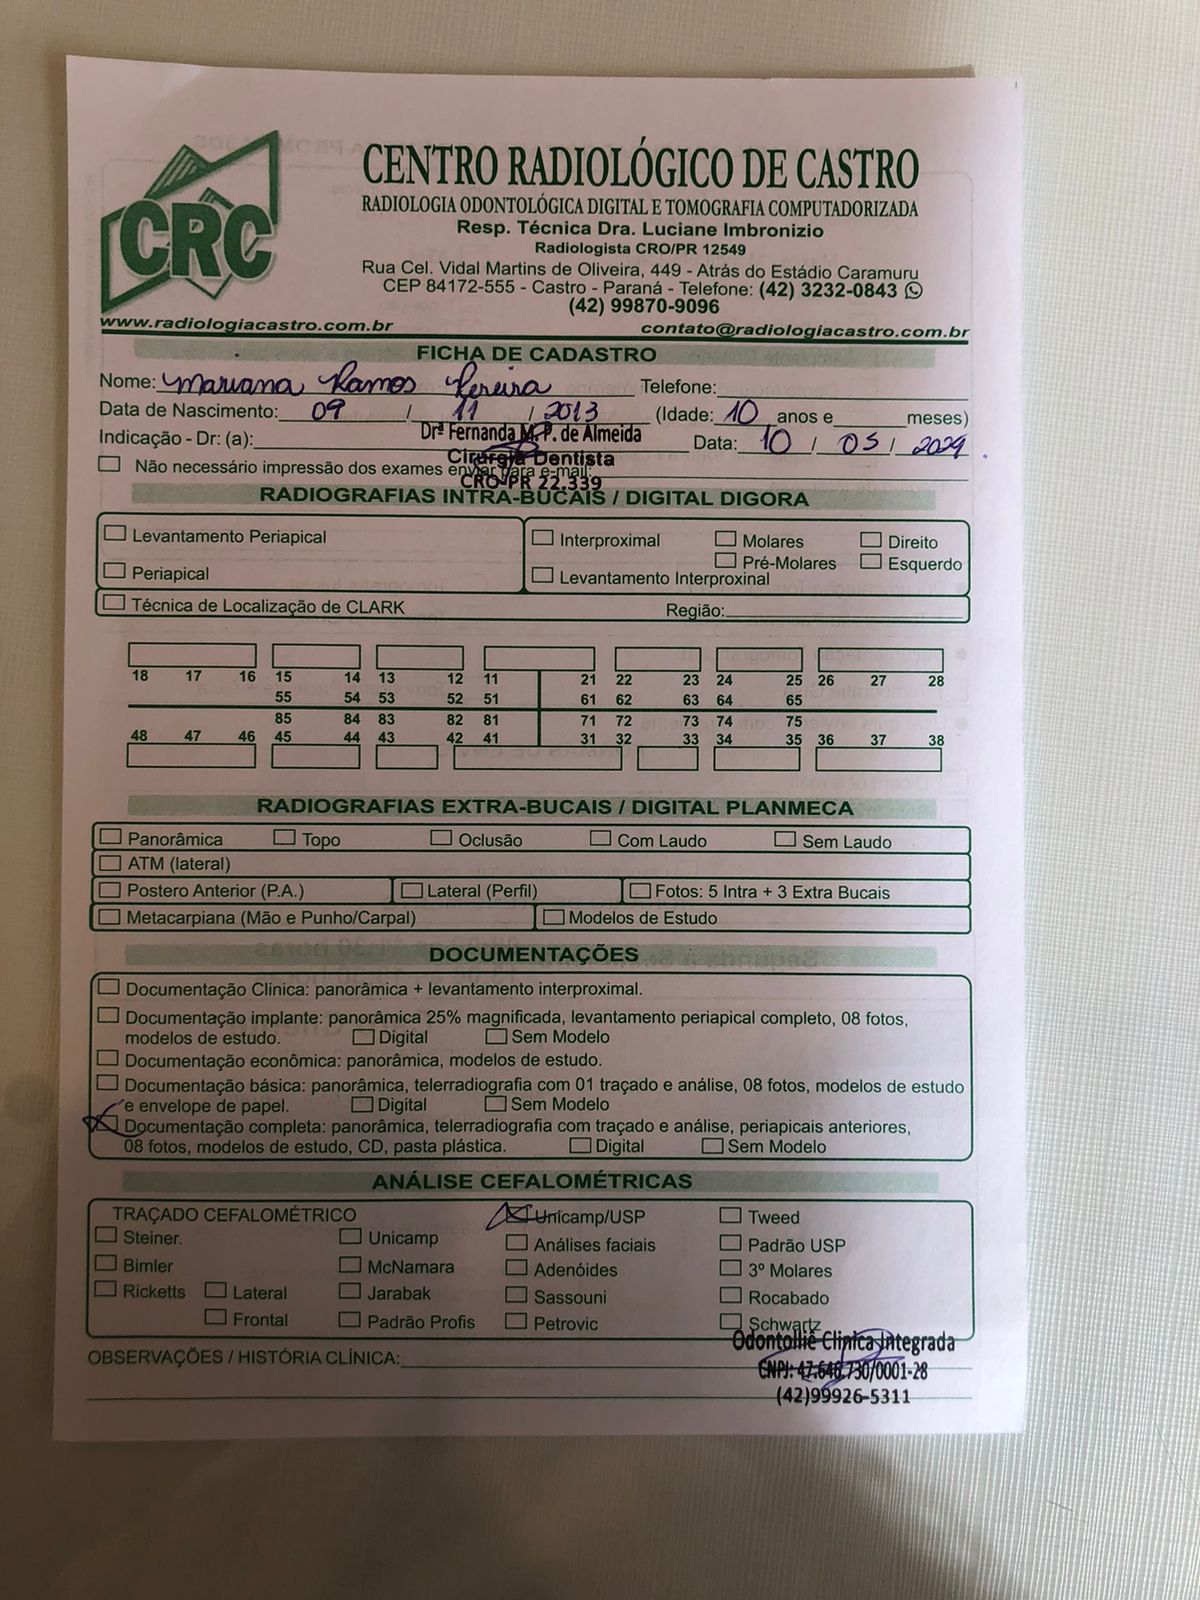 CRC
CENTRO RADIOLÓGICO DE CASTRO
RADIOLOGIA ODONTOLÓGICA DIGITAL E TOMOGRAFIA COMPUTADORIZADA
Resp. Técnica Dra. Luciane Imbronizio
Radiologista CRO/PR 12549
Rua Cel. Vidal Martins de Oliveira, 449 - Atrás do Estádio Caramuru
CEP 84172-555 - Castro - Paraná - Telefone: (42) 3232-0843
(42) 99870-9096
www.radiologiacastro.com.br contato@radiologiacastro.com.br
FICHA DE CADASTRO
Nome: Mariana Ramos Pereira Telefone:
Data de Nascimento: 09 / 11 / 2013 (Idade: 10 anos e meses)
Indicação - Dr: (a): Drª Fernanda M. P. de Almeida Data: 10 / 05 / 2024
Cirurgiã Dentista
Não necessário impressão dos exames enviar para e-mail:
CRO-PR 22.339
RADIOGRAFIAS INTRA-BUCAIS / DIGITAL DIGORA
Levantamento Periapical Interproximal Molares Direito
Pré-Molares Esquerdo
Periapical Levantamento Interproxinal
Técnica de Localização de CLARK Região:
18 17 16 15 14 13 12 11 21 22 23 24 25 26 27 28
55 54 53 52 51 61 62 63 64 65
85 84 83 82 81 71 72 73 74 75
48 47 46 45 44 43 42 41 31 32 33 34 35 36 37 38
RADIOGRAFIAS EXTRA-BUCAIS / DIGITAL PLANMECA
Panorâmica Topo Oclusão Com Laudo Sem Laudo
ATM (lateral)
Postero Anterior (P.A.) Lateral (Perfil) Fotos: 5 Intra + 3 Extra Bucais
Metacarpiana (Mão e Punho/Carpal) Modelos de Estudo
DOCUMENTAÇÕES
Documentação Clinica: panorâmica + levantamento interproximal.
Documentação implante: panorâmica 25% magnificada, levantamento periapical completo, 08 fotos,
modelos de estudo. Digital Sem Modelo
Documentação econômica: panorâmica, modelos de estudo.
Documentação básica: panorâmica, telerradiografia com 01 traçado e análise, 08 fotos, modelos de estudo
e envelope de papel. Digital Sem Modelo
Documentação completa: panorâmica, telerradiografia com traçado e análise, periapicais anteriores,
08 fotos, modelos de estudo, CD, pasta plástica. Digital Sem Modelo
ANÁLISE CEFALOMÉTRICAS
TRAÇADO CEFALOMÉTRICO Unicamp/USP Tweed
Steiner. Unicamp Análises faciais Padrão USP
Bimler McNamara Adenóides 3º Molares
Ricketts Lateral Jarabak Sassouni Rocabado
Frontal Padrão Profis Petrovic Schwartz
Odontolliê Clinica Integrada
OBSERVAÇÕES / HISTÓRIA CLÍNICA:
CNPJ: 47.648.730/0001-28
(42)99926-5311